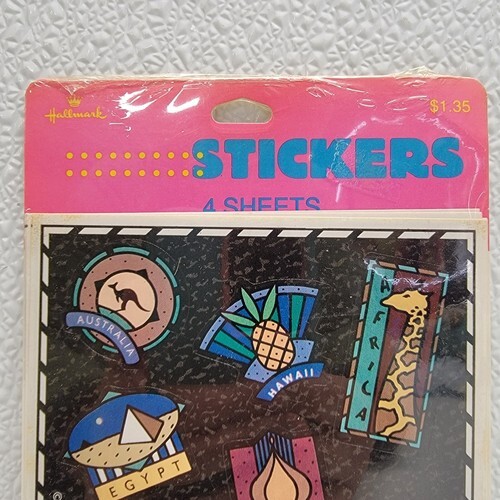 Hallmark
$1.35
STICKERS
4 SHEETS
AUSTRALIA
HAWAII
AFRICA
EGYPT
©